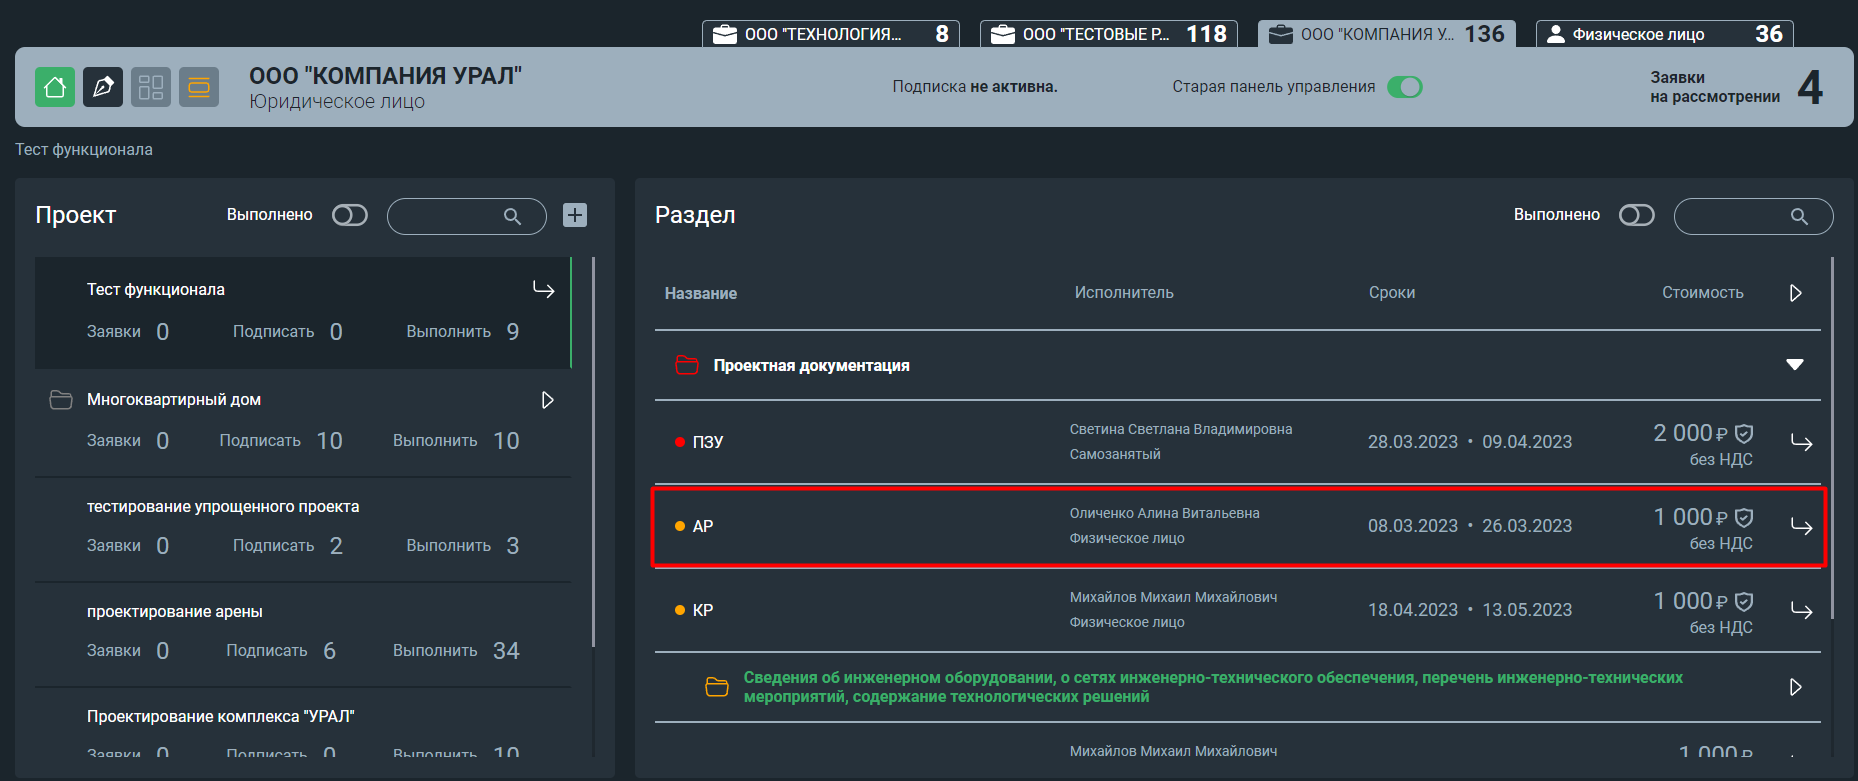 ООО "ТЕХНОЛОГИЯ... 8
ООО "ТЕСТОВЫЕ Р... 118
ООО "КОМПАНИЯ У... 136
Физическое лицо 36
ООО "КОМПАНИЯ УРАЛ"
Юридическое лицо
Подписка не активна.
Старая панель управления
Заявки
на рассмотрении 4
Тест функционала
Проект
Выполнено
Тест функционала
Заявки 0 Подписать 0 Выполнить 9
Многоквартирный дом
Заявки 0 Подписать 10 Выполнить 10
тестирование упрощенного проекта
Заявки 0 Подписать 2 Выполнить 3
проектирование арены
Заявки 0 Подписать 6 Выполнить 34
Проектирование комплекса "УРАЛ"
Заявки 0 Подписать 0 Выполнить 10
Раздел
Выполнено
Название Исполнитель Сроки Стоимость
Проектная документация
ПЗУ
Светина Светлана Владимировна
Самозанятый
28.03.2023 • 09.04.2023
2 000 ₽
без НДС
АР
Оличенко Алина Витальевна
Физическое лицо
08.03.2023 • 26.03.2023
1 000 ₽
без НДС
КР
Михайлов Михаил Михайлович
Физическое лицо
18.04.2023 • 13.05.2023
1 000 ₽
без НДС
Сведения об инженерном оборудовании, о сетях инженерно-технического обеспечения, перечень инженерно-технических
мероприятий, содержание технологических решений
Михайлов Михаил Михайлович
1 000 ₽